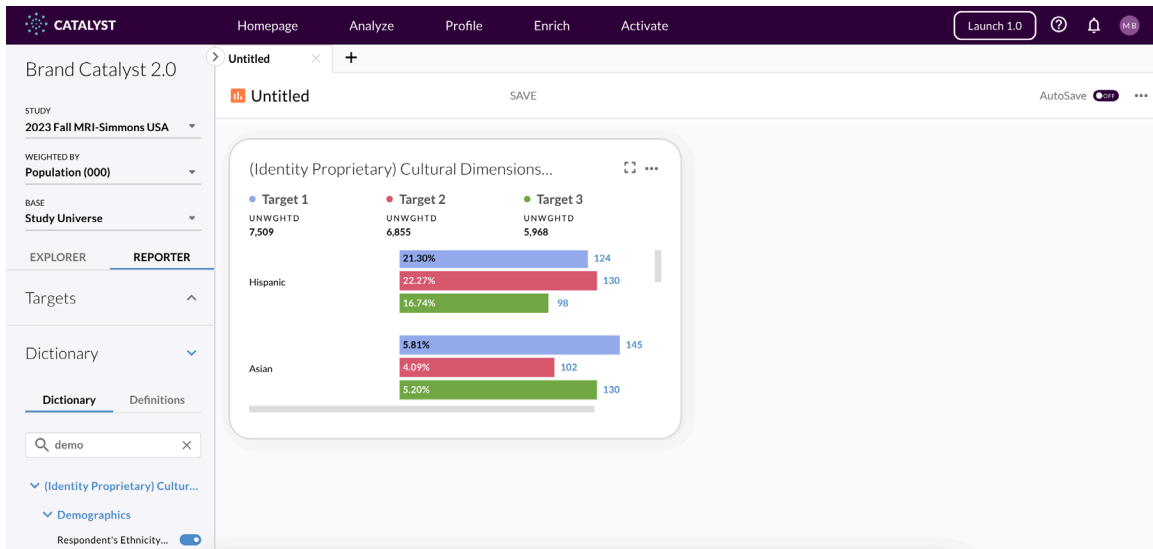 CATALYST
Homepage
Analyze
Profile
Enrich
Activate
Launch 1.0
MB
Brand Catalyst 2.0
STUDY
2023 Fall MRI-Simmons USA
WEIGHTED BY
Population (000)
BASE
Study Universe
EXPLORER
REPORTER
Targets
Dictionary
Dictionary
Definitions
demo
(Identity Proprietary) Cultur...
Demographics
Respondent's Ethnicity...
Untitled
Untitled
SAVE
AutoSave
OFF
(Identity Proprietary) Cultural Dimensions...
Target 1
UNWGHTD
7,509
Target 2
UNWGHTD
6,855
Target 3
UNWGHTD
5,968
Hispanic
21.30% 124
22.27% 130
16.74% 98
Asian
5.81% 145
4.09% 102
5.20% 130